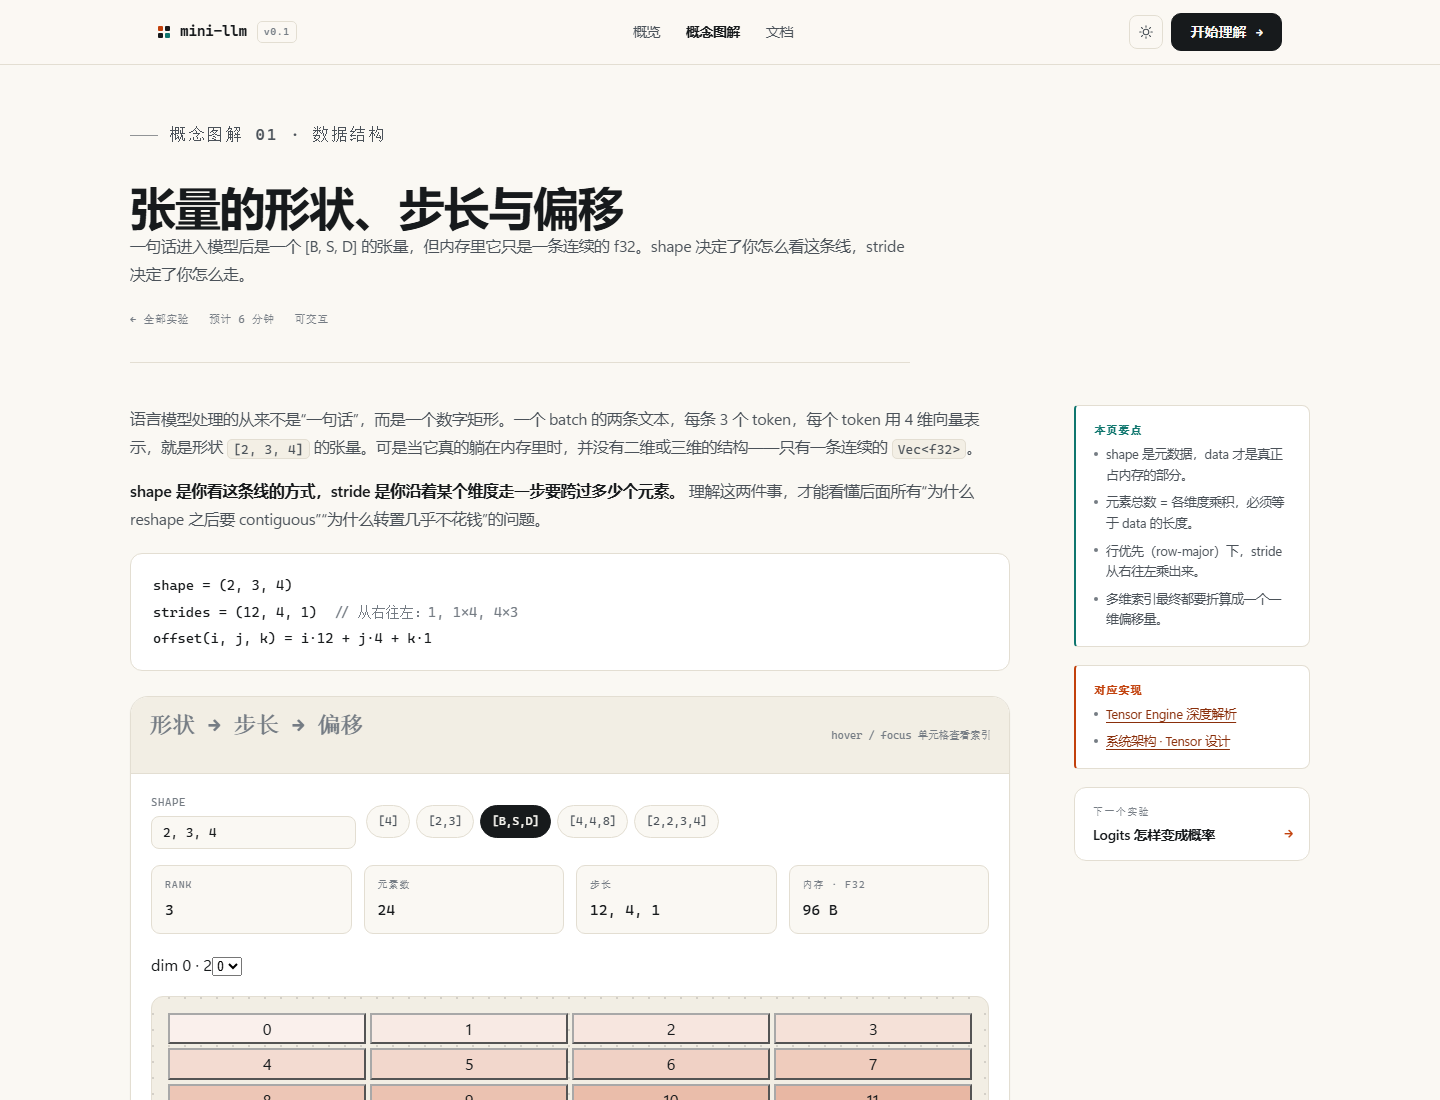 mini-llm v0.1 概览 概念图解 文档 开始理解 →
概念图解 01 · 数据结构
张量的形状、步长与偏移
一句话进入模型后是一个 [B, S, D] 的张量，但内存里它只是一条连续的 f32。shape 决定了你怎么看这条线，stride
决定了你怎么走。
← 全部实验 预计 6 分钟 可交互
语言模型处理的从来不是“一句话”，而是一个数字矩形。一个 batch 的两条文本，每条 3 个 token，每个 token 用 4 维向量表
示，就是形状 [2, 3, 4] 的张量。可是当它真的躺在内存里时，并没有二维或三维的结构——只有一条连续的 Vec<f32>。
shape 是你看这条线的方式，stride 是你沿着某个维度走一步要跨过多少个元素。 理解这两件事，才能看懂后面所有“为什么
reshape 之后要 contiguous”“为什么转置几乎不花钱”的问题。
shape = (2, 3, 4)
strides = (12, 4, 1)  // 从右往左: 1, 1×4, 4×3
offset(i, j, k) = i·12 + j·4 + k·1
形状 → 步长 → 偏移
hover / focus 单元格查看索引
SHAPE
2, 3, 4
[4] [2,3] [B,S,D] [4,4,8] [2,2,3,4]
RANK
3
元素数
24
步长
12, 4, 1
内存 · F32
96 B
dim 0 · 2 0
0 1 2 3
4 5 6 7
8 9 10 11
本页要点
shape 是元数据，data 才是真正
占内存的部分。
元素总数 = 各维度乘积，必须等
于 data 的长度。
行优先（row-major）下，stride
从右往左乘出来。
多维索引最终都要折算成一个一
维偏移量。
对应实现
Tensor Engine 深度解析
系统架构 · Tensor 设计
下一个实验
Logits 怎样变成概率 →